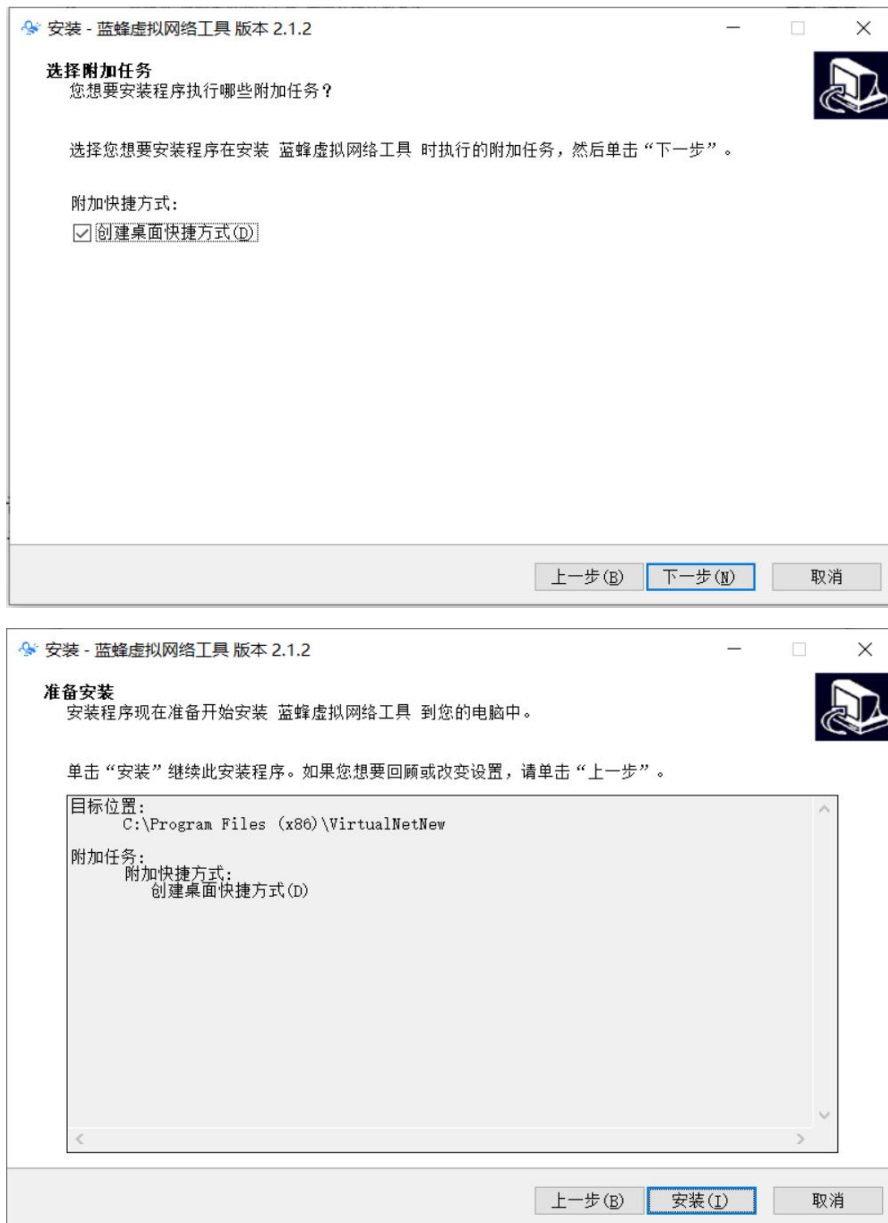 安装 - 蓝蜂虚拟网络工具 版本 2.1.2
选择附加任务
您想要安装程序执行哪些附加任务？
选择您想要安装程序在安装 蓝蜂虚拟网络工具 时执行的附加任务，然后单击“下一步”。
附加快捷方式：
创建桌面快捷方式(D)
上一步(B) 下一步(N) 取消
安装 - 蓝蜂虚拟网络工具 版本 2.1.2
准备安装
安装程序现在准备开始安装 蓝蜂虚拟网络工具 到您的电脑中。
单击“安装”继续此安装程序。如果您想要回顾或改变设置，请单击“上一步”。
目标位置：
C:\Program Files (x86)\VirtualNetNew
附加任务：
附加快捷方式：
创建桌面快捷方式(D)
上一步(B) 安装(I) 取消